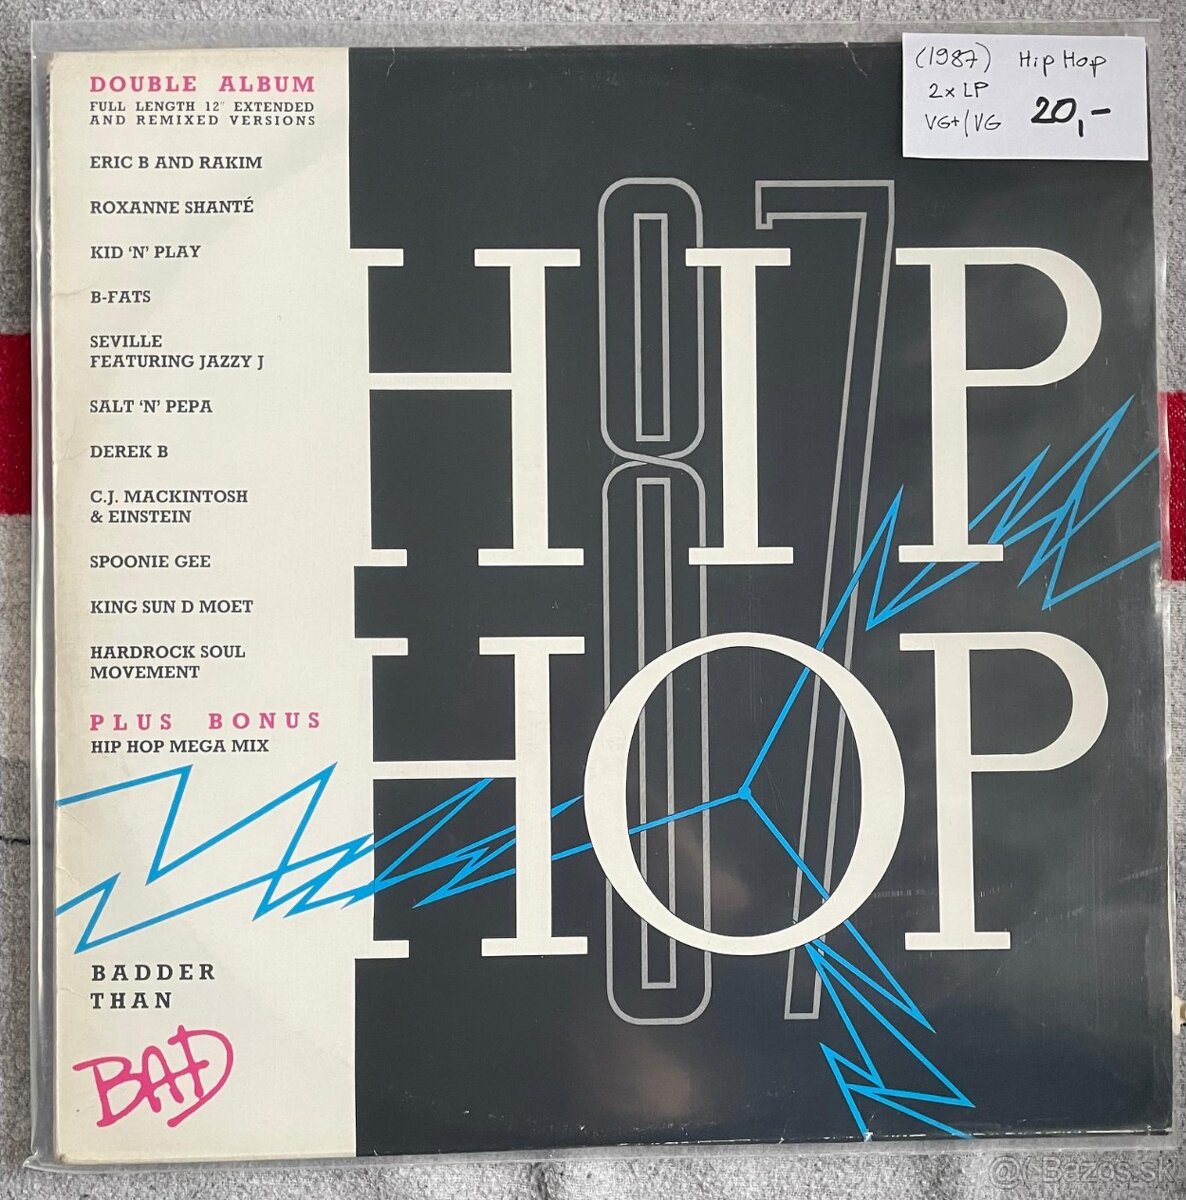 DOUBLE ALBUM
FULL LENGTH 12" EXTENDED
AND REMIXED VERSIONS
ERIC B AND RAKIM
ROXANNE SHANTÉ
KID ‘N’ PLAY
B-FATS
SEVILLE
FEATURING JAZZY J
SALT ‘N’ PEPA
DEREK B
C.J. MACKINTOSH
& EINSTEIN
SPOONIE GEE
KING SUN D MOET
HARDROCK SOUL
MOVEMENT
PLUS BONUS
HIP HOP MEGA MIX
BADDER
THAN
BAD
(1987) Hip Hop
2x LP
VG+/VG 20,-
87
HIP
HOP
Bazos.sk